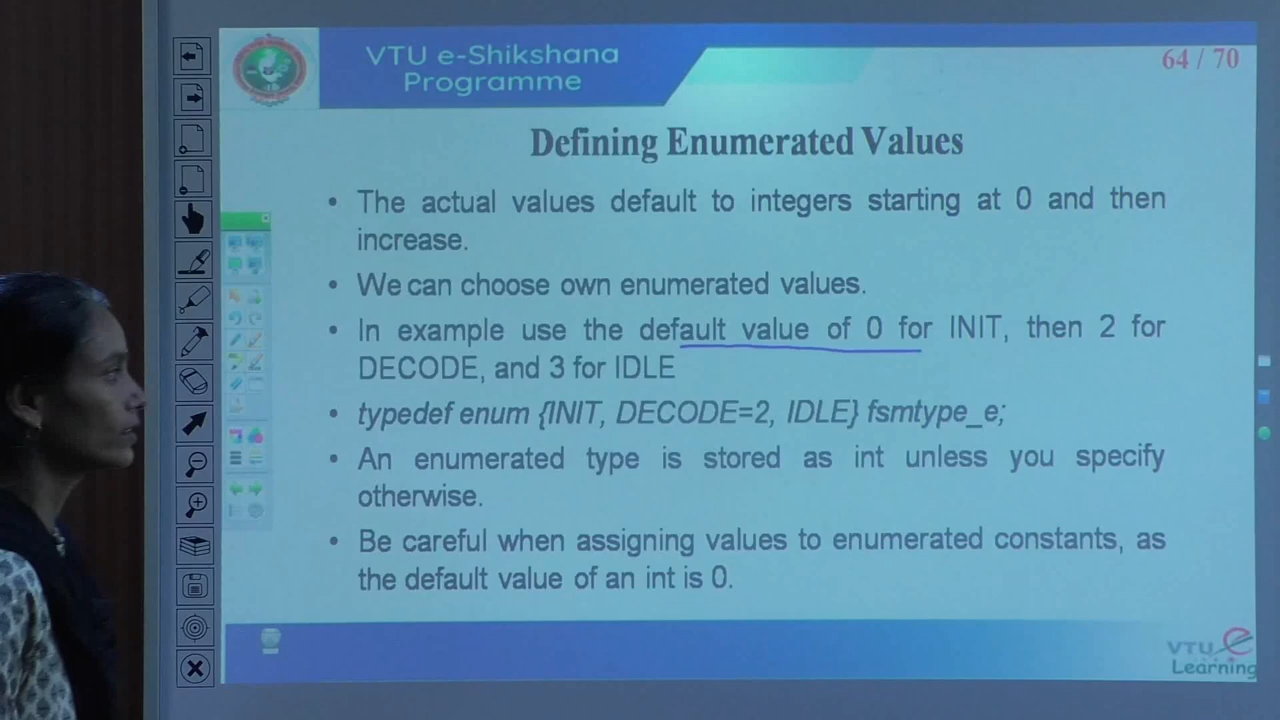 VTU e-Shikshana
Programme
64 / 70
Defining Enumerated Values
• The actual values default to integers starting at 0 and then
increase.
• We can choose own enumerated values.
• In example use the default value of 0 for INIT, then 2 for
DECODE, and 3 for IDLE
• typedef enum {INIT, DECODE=2, IDLE} fsmtype_e;
• An enumerated type is stored as int unless you specify
otherwise.
• Be careful when assigning values to enumerated constants, as
the default value of an int is 0.
VTU e
Learning